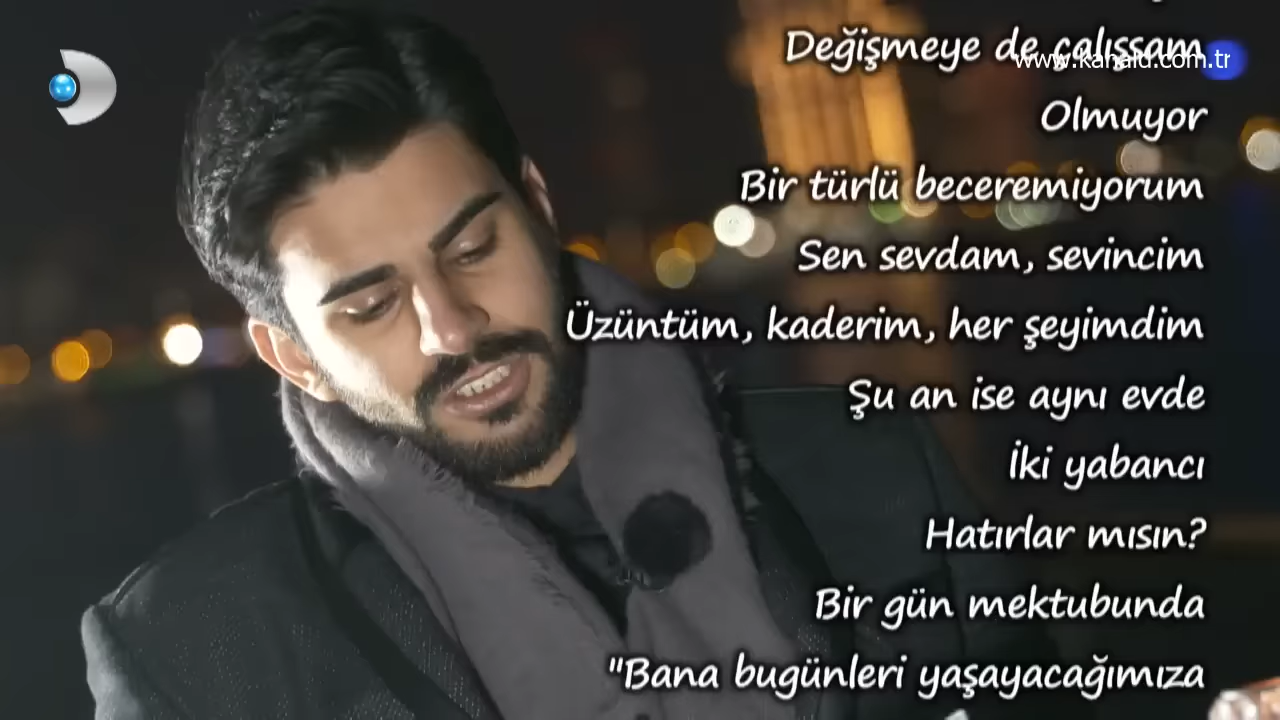 Değişmeye de çalışsam
www.kanald.com.tr
Olmuyor
Bir türlü beceremiyorum
Sen sevdam, sevincim
Üzüntüm, kaderim, her şeyimdim
Şu an ise aynı evde
İki yabancı
Hatırlar mısın?
Bir gün mektubunda
"Bana bugünleri yaşayacağımıza